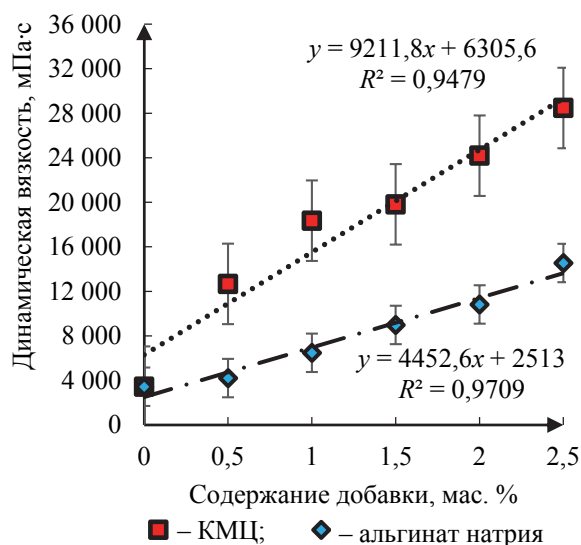 Динамическая вязкость, мПа·с
36 000
32 000
28 000
24 000
20 000
16 000
12 000
8 000
4 000
0
y = 9211,8x + 6305,6
R² = 0,9479
y = 4452,6x + 2513
R² = 0,9709
0 0,5 1 1,5 2 2,5
Содержание добавки, мас. %
– КМЦ; – альгинат натрия